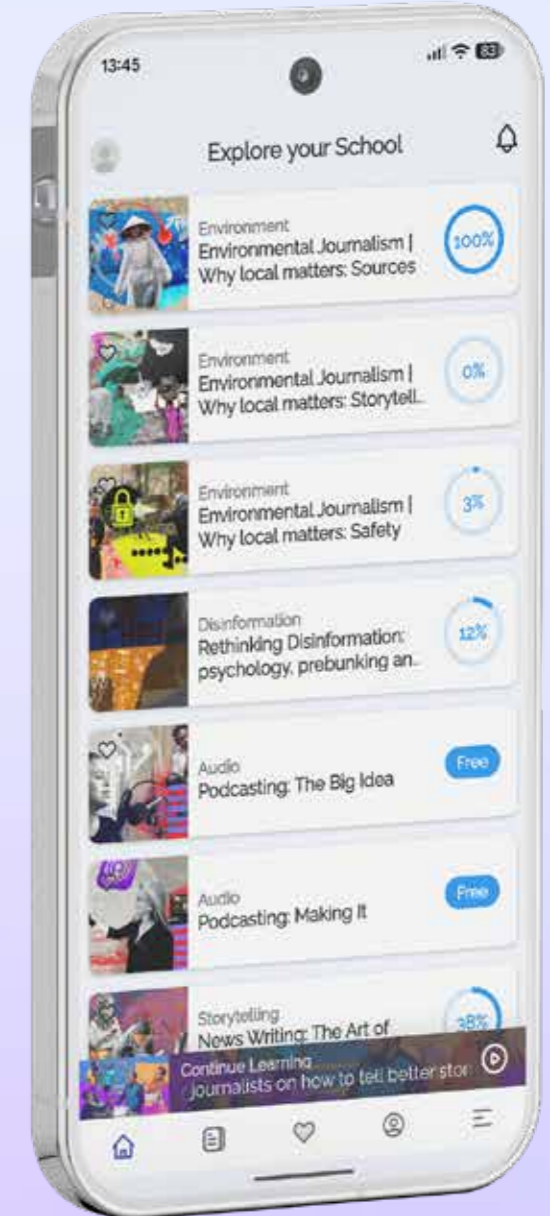 13:45
83
Explore your School
Environment
Environmental Journalism |
Why local matters: Sources
100%
Environment
Environmental Journalism |
Why local matters: Storytell...
0%
Environment
Environmental Journalism |
Why local matters: Safety
3%
Disinformation
Rethinking Disinformation:
psychology, prebunking an...
12%
Audio
Podcasting: The Big Idea
Free
Audio
Podcasting: Making It
Free
Storytelling
News Writing: The Art of
38%
Continue Learning
journalists on how to tell better stor